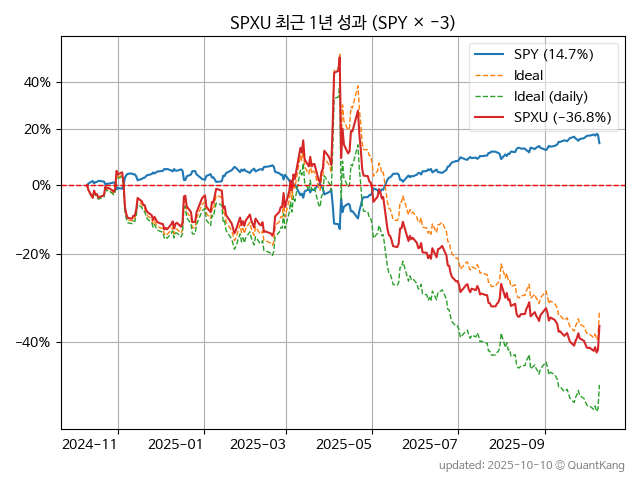 SPXU 최근 1년 성과 (SPY × −3)
SPY (14.7%)
Ideal
Ideal (daily)
SPXU (−36.8%)
40%
20%
0%
−20%
−40%
2024-11
2025-01
2025-03
2025-05
2025-07
2025-09
updated: 2025-10-10 © QuantKang